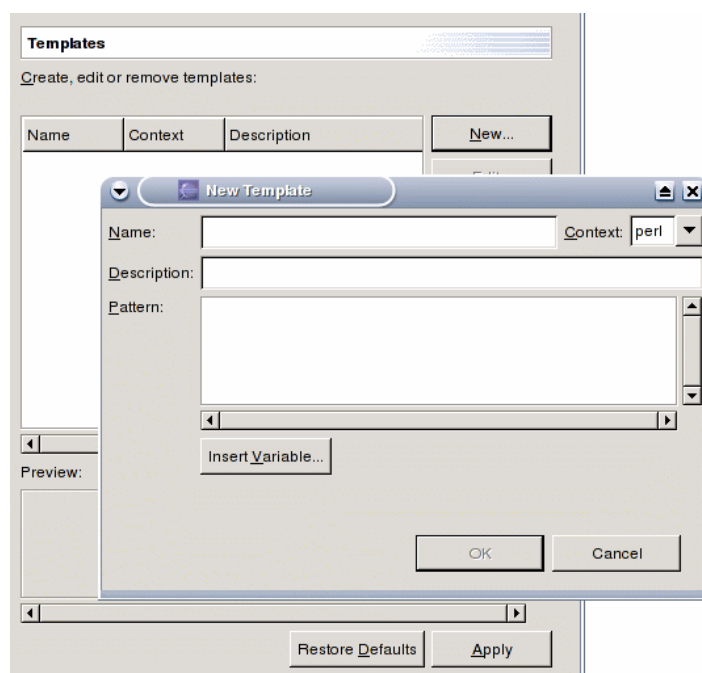 Templates
Create, edit or remove templates:
Name Context Description New...
New Template
Name: Context: perl
Description:
Pattern:
Insert Variable...
Preview:
OK Cancel
Restore Defaults Apply